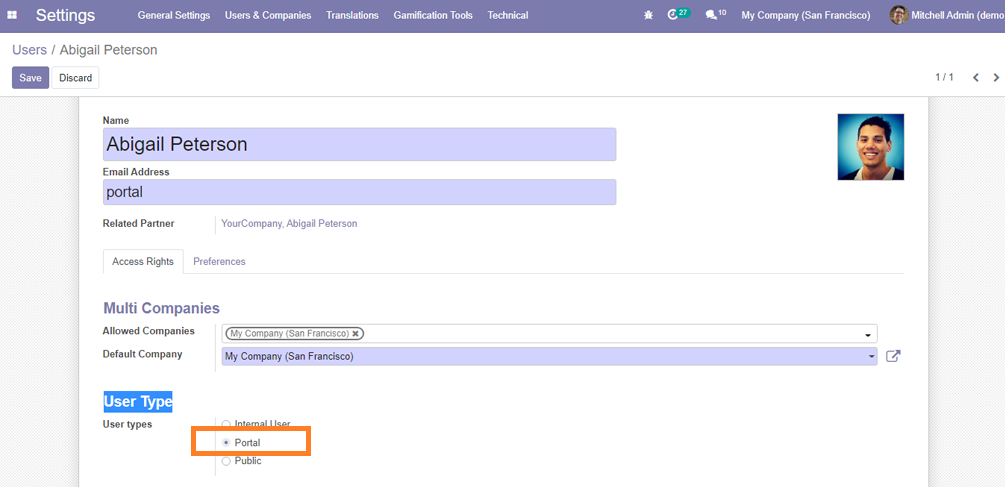 Settings General Settings Users & Companies Translations Gamification Tools Technical 27 10 My Company (San Francisco) Mitchell Admin (demo
Users / Abigail Peterson
Save Discard 1 / 1
Name
Abigail Peterson
Email Address
portal
Related Partner YourCompany, Abigail Peterson
Access Rights Preferences
Multi Companies
Allowed Companies My Company (San Francisco)
Default Company My Company (San Francisco)
User Type
User types Internal User
Portal
Public